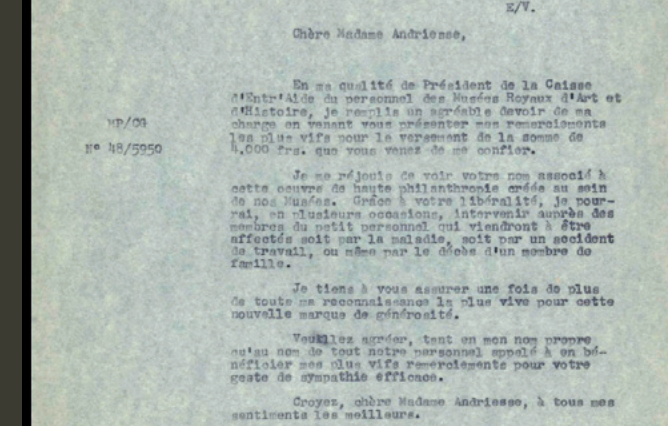 E/V.
Chère Madame Andriesse,
En ma qualité de Président de la Caisse
d'Entr'Aide du personnel des Musées Royaux d'Art et
d'Histoire, je remplis un agréable devoir de ma
charge en venant vous présenter mes remerciements
les plus vifs pour le versement de la somme de
4.000 frs. que vous venez de me confier.
MP/CG
N° 48/5950
Je me réjouis de voir votre nom associé à
cette oeuvre de haute philanthropie créée au sein
de nos Musées. Grâce à votre libéralité, je pour-
rai, en plusieurs occasions, intervenir auprès des
membres du petit personnel qui viendront à être
affectés soit par la maladie, soit par un accident
de travail, ou même par le décès d'un membre de
famille.
Je tiens à vous assurer une fois de plus
de toute ma reconnaissance la plus vive pour cette
nouvelle marque de générosité.
Veuillez agréer, tant en mon nom propre
qu'au nom de tout notre personnel appelé à en bé-
néficier mes plus vifs remerciements pour votre
geste de sympathie efficace.
Croyez, chère Madame Andriesse, à tous mes
sentiments les meilleurs.